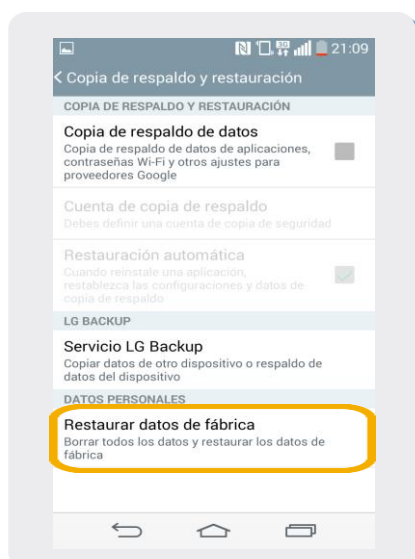 3G 21:09
< Copia de respaldo y restauración
COPIA DE RESPALDO Y RESTAURACIÓN
Copia de respaldo de datos
Copia de respaldo de datos de aplicaciones,
contraseñas Wi-Fi y otros ajustes para
proveedores Google
Cuenta de copia de respaldo
Debes definir una cuenta de copia de seguridad
Restauración automática
Cuando reinstale una aplicación,
restablezca las configuraciones y datos de
copia de respaldo
LG BACKUP
Servicio LG Backup
Copiar datos de otro dispositivo o respaldo de
datos del dispositivo
DATOS PERSONALES
Restaurar datos de fábrica
Borrar todos los datos y restaurar los datos de
fábrica